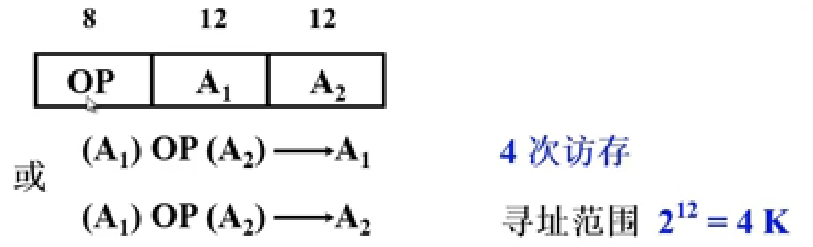 8 12 12
OP A₁ A₂
(A₁) OP (A₂) → A₁
4 次访存
或
(A₁) OP (A₂) → A₂
寻址范围 2¹² = 4 K